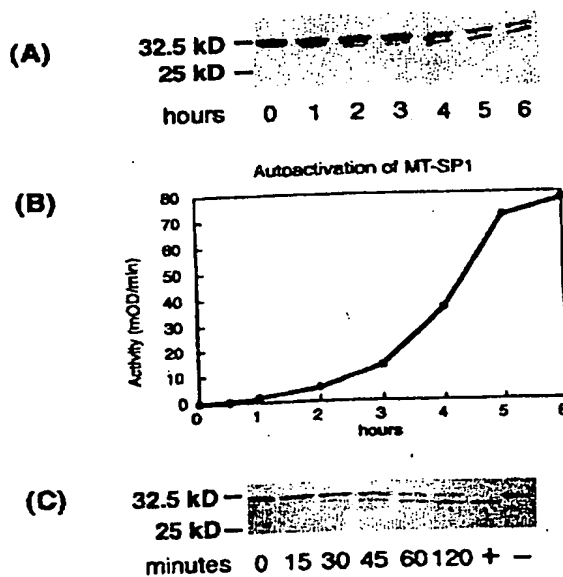 (A)
32.5 kD
25 kD
hours 0 1 2 3 4 5 6
Autoactivation of MT-SP1
(B)
80
70
60
50
40
30
20
10
0
Activity (mOD/min)
0 1 2 3 4 5 6
hours
(C)
32.5 kD
25 kD
minutes 0 15 30 45 60 120 + −